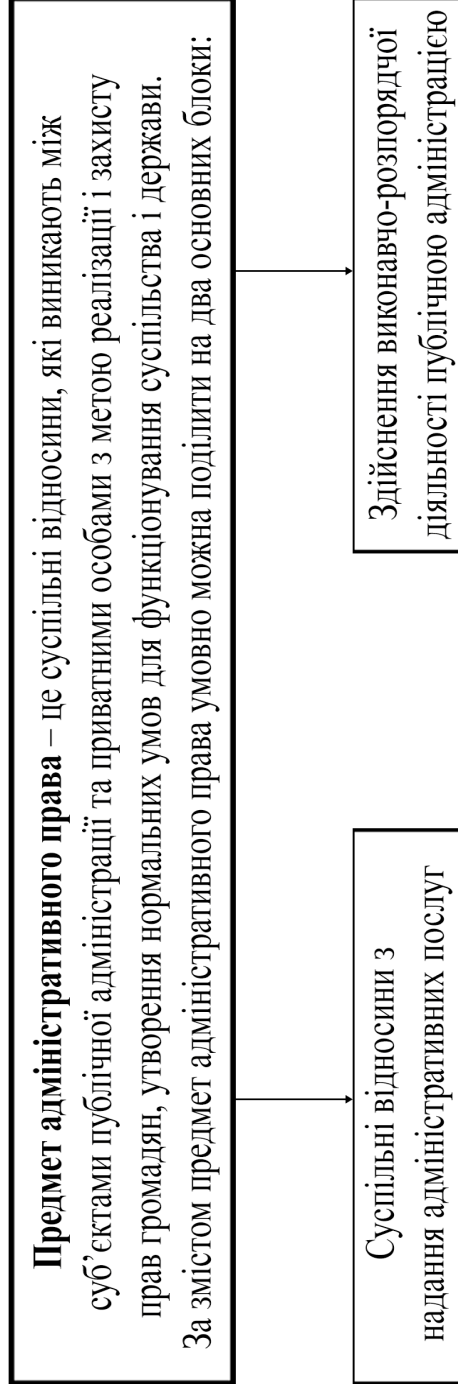 Предмет адміністративного права – це суспільні відносини, які виникають між
суб’єктами публічної адміністрації та приватними особами з метою реалізації і захисту
прав громадян, утворення нормальних умов для функціонування суспільства і держави.
За змістом предмет адміністративного права умовно можна поділити на два основних блоки:
Суспільні відносини з
надання адміністративних послуг
Здійснення виконавчо-розпорядчої
діяльності публічною адміністрацією